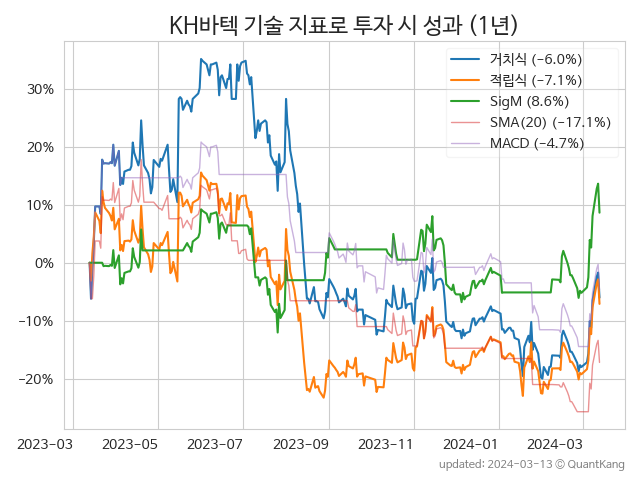 KH바텍 기술 지표로 투자 시 성과 (1년)
거치식 (−6.0%)
적립식 (−7.1%)
SigM (8.6%)
SMA(20) (−17.1%)
MACD (−4.7%)
30%
20%
10%
0%
−10%
−20%
2023-03 2023-05 2023-07 2023-09 2023-11 2024-01 2024-03
updated: 2024-03-13 ⓒ QuantKang